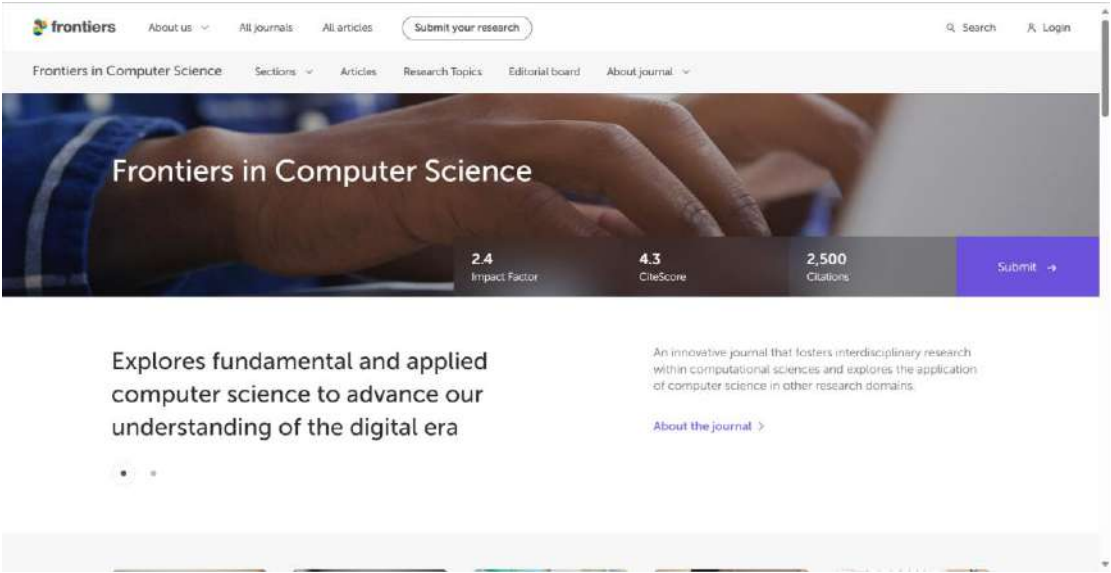 frontiers
About us
All journals
All articles
Submit your research
Search
Login
Frontiers in Computer Science
Sections
Articles
Research Topics
Editorial board
About journal
Frontiers in Computer Science
2.4
Impact Factor
4.3
CiteScore
2,500
Citations
Submit →
Explores fundamental and applied
computer science to advance our
understanding of the digital era
An innovative journal that fosters interdisciplinary research
within computational sciences and explores the application
of computer science in other research domains.
About the journal >